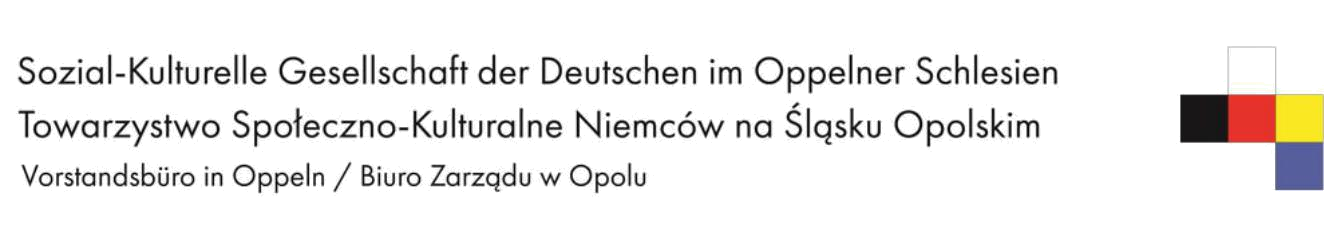 Sozial-Kulturelle Gesellschaft der Deutschen im Oppelner Schlesien
Towarzystwo Społeczno-Kulturalne Niemców na Śląsku Opolskim
Vorstandsbüro in Oppeln / Biuro Zarządu w Opolu